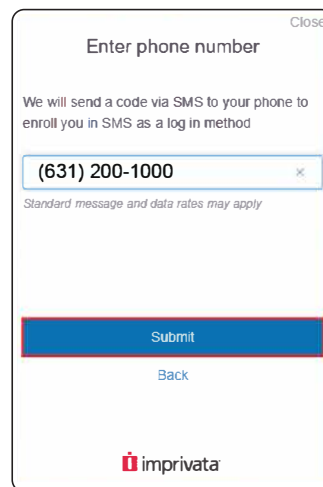 Close
Enter phone number
We will send a code via SMS to your phone to
enroll you in SMS as a log in method
(631) 200-1000
Standard message and data rates may apply
Submit
Back
imprivata